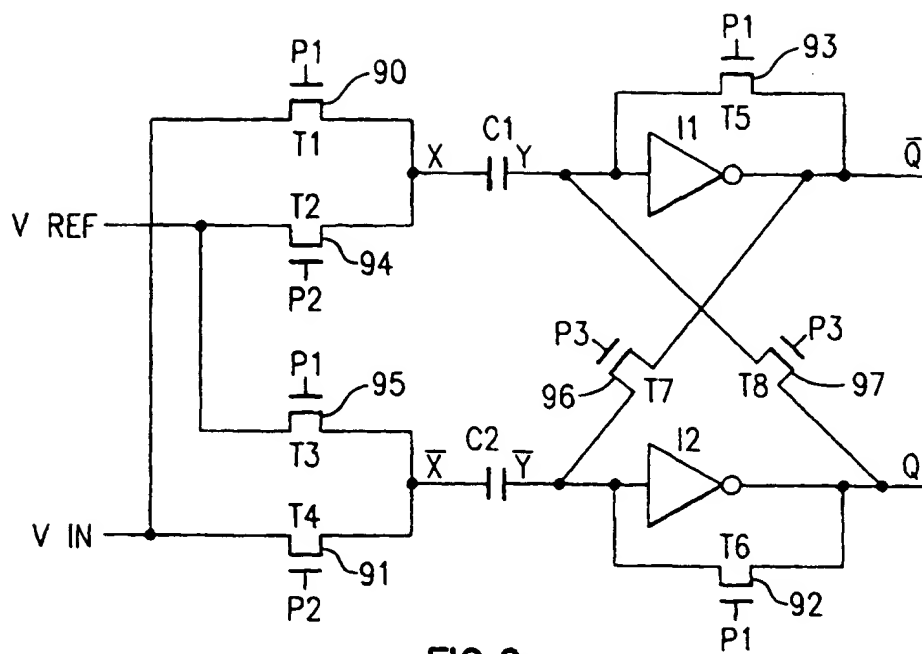 P1
90
T1
P1
93
T5
C1
I1
X
Y
Q̅
T2
V REF
94
P2
P3
P3
96
T7
T8
97
P1
95
T3
C2
I2
X̅
Y̅
Q
T4
V IN
91
P2
T6
92
P1